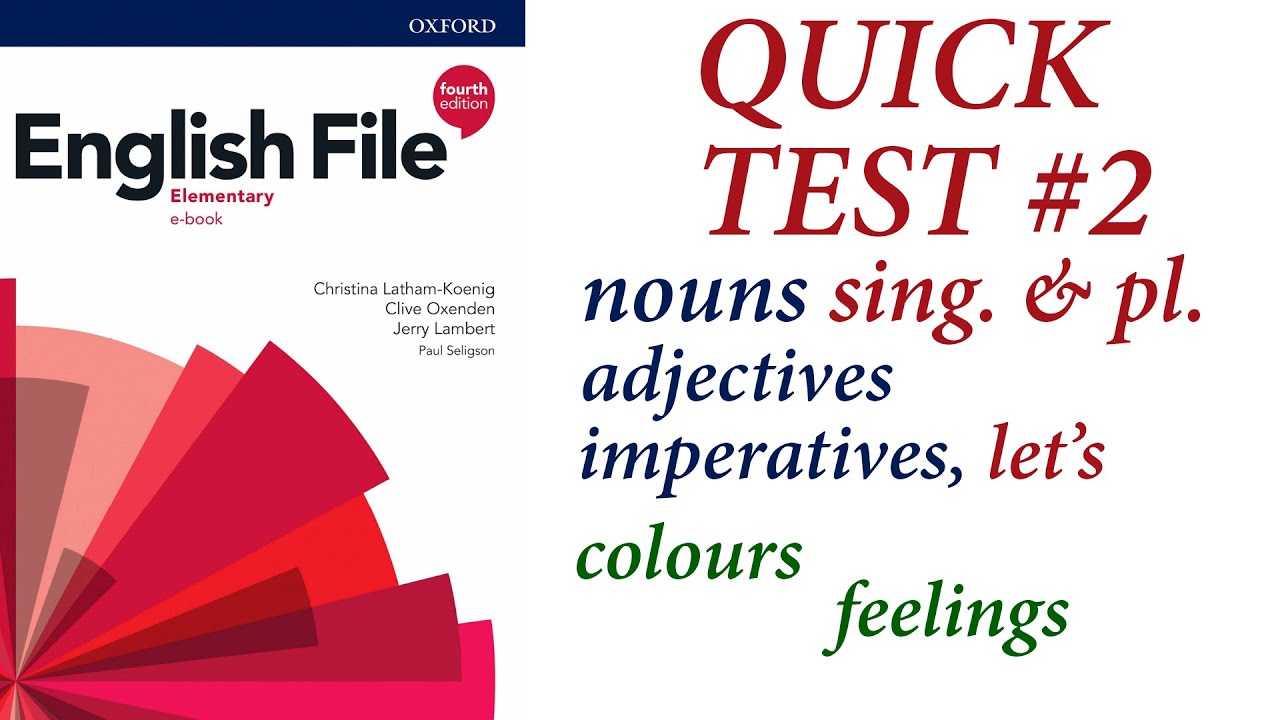 OXFORD
fourth
edition
English File
Elementary
e-book
Christina Latham-Koenig
Clive Oxenden
Jerry Lambert
Paul Seligson
QUICK
TEST #2
nouns sing. & pl.
adjectives
imperatives, let’s
colours
feelings